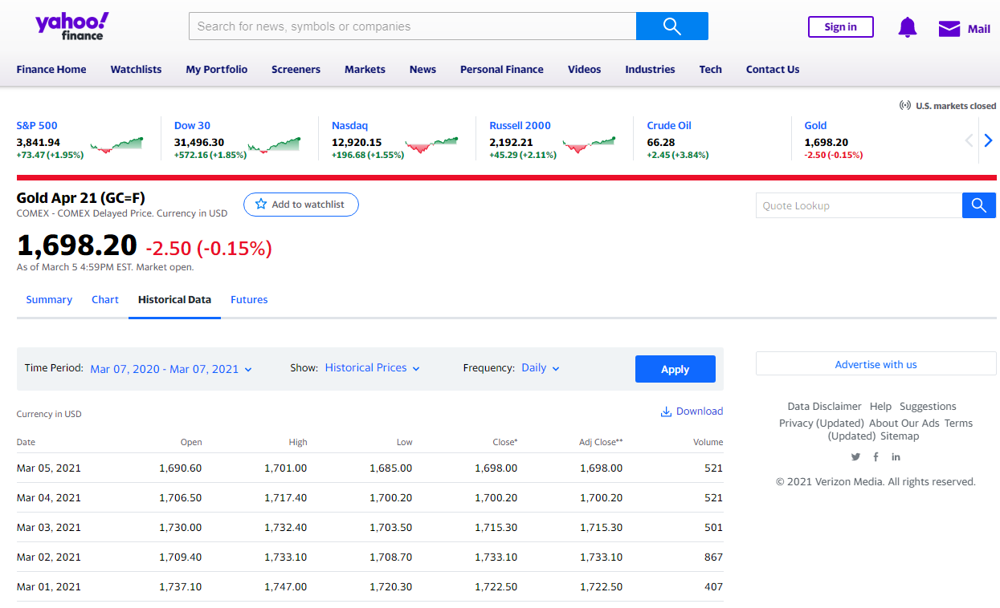 yahoo!
finance
Search for news, symbols or companies
Sign in
Mail
Finance Home Watchlists My Portfolio Screeners Markets News Personal Finance Videos Industries Tech Contact Us
U.S. markets closed
S&P 500 Dow 30 Nasdaq Russell 2000 Crude Oil Gold
3,841.94 31,496.30 12,920.15 2,192.21 66.28 1,698.20
+73.47 (+1.95%) +572.16 (+1.85%) +196.68 (+1.55%) +45.29 (+2.11%) +2.45 (+3.84%) -2.50 (-0.15%)
Gold Apr 21 (GC=F)
COMEX - COMEX Delayed Price. Currency in USD
Add to watchlist
Quote Lookup
1,698.20 -2.50 (-0.15%)
As of March 5 4:59PM EST. Market open.
Summary Chart Historical Data Futures
Time Period: Mar 07, 2020 - Mar 07, 2021 Show: Historical Prices Frequency: Daily Apply
Currency in USD Download
Date Open High Low Close* Adj Close** Volume
Mar 05, 2021 1,690.60 1,701.00 1,685.00 1,698.00 1,698.00 521
Mar 04, 2021 1,706.50 1,717.40 1,700.20 1,700.20 1,700.20 521
Mar 03, 2021 1,730.00 1,732.40 1,703.50 1,715.30 1,715.30 501
Mar 02, 2021 1,709.40 1,733.10 1,708.70 1,733.10 1,733.10 867
Mar 01, 2021 1,737.10 1,747.00 1,720.30 1,722.50 1,722.50 407
Advertise with us
Data Disclaimer Help Suggestions
Privacy (Updated) About Our Ads Terms
(Updated) Sitemap
© 2021 Verizon Media. All rights reserved.